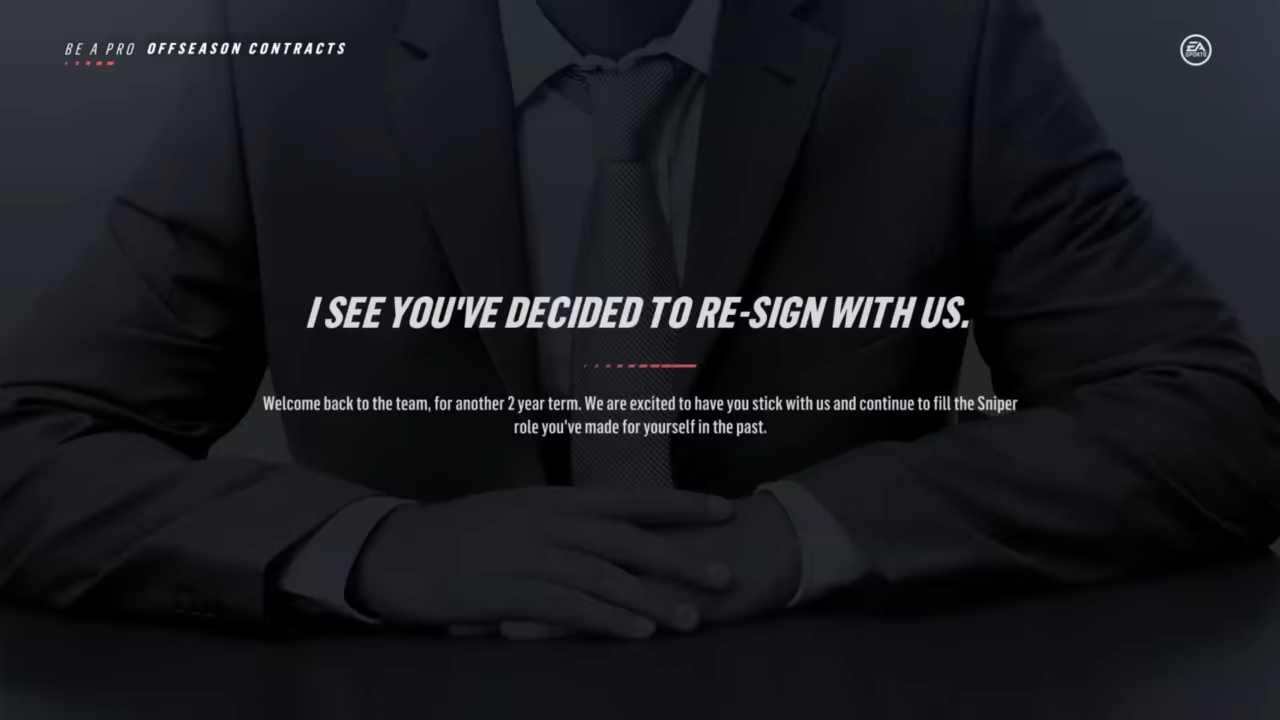 BE A PRO OFFSEASON CONTRACTS
EA
SPORTS
I SEE YOU'VE DECIDED TO RE-SIGN WITH US.
Welcome back to the team, for another 2 year term. We are excited to have you stick with us and continue to fill the Sniper
role you've made for yourself in the past.